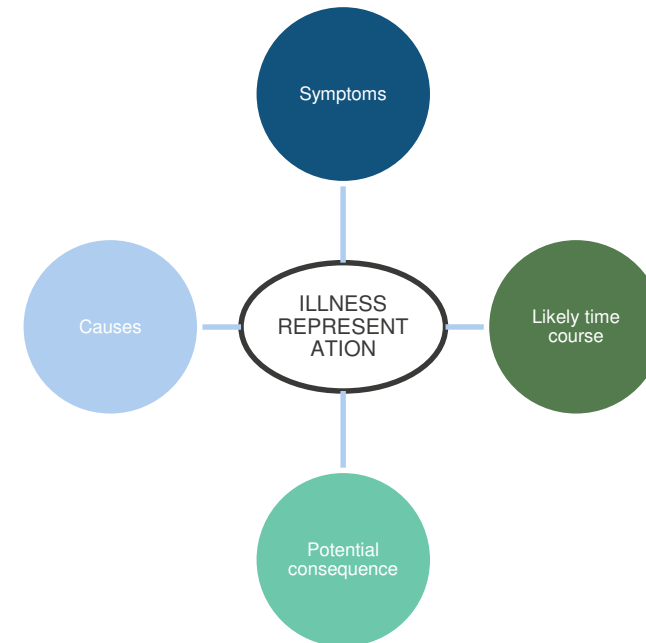 Symptoms
Causes
ILLNESS
REPRESENT
ATION
Likely time
course
Potential
consequence